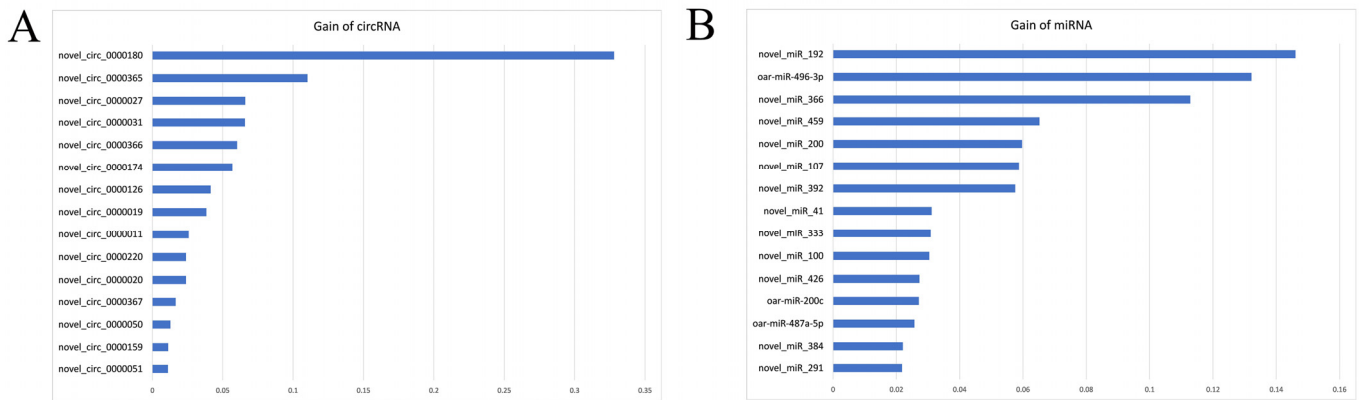 A
Gain of circRNA
novel_circ_0000180
novel_circ_0000365
novel_circ_0000027
novel_circ_0000031
novel_circ_0000366
novel_circ_0000174
novel_circ_0000126
novel_circ_0000019
novel_circ_0000011
novel_circ_0000220
novel_circ_0000020
novel_circ_0000367
novel_circ_0000050
novel_circ_0000159
novel_circ_0000051
0 0.05 0.1 0.15 0.2 0.25 0.3 0.35
B
Gain of miRNA
novel_miR_192
oar-miR-496-3p
novel_miR_366
novel_miR_459
novel_miR_200
novel_miR_107
novel_miR_392
novel_miR_41
novel_miR_333
novel_miR_100
novel_miR_426
oar-miR-200c
oar-miR-487a-5p
novel_miR_384
novel_miR_291
0 0.02 0.04 0.06 0.08 0.1 0.12 0.14 0.16